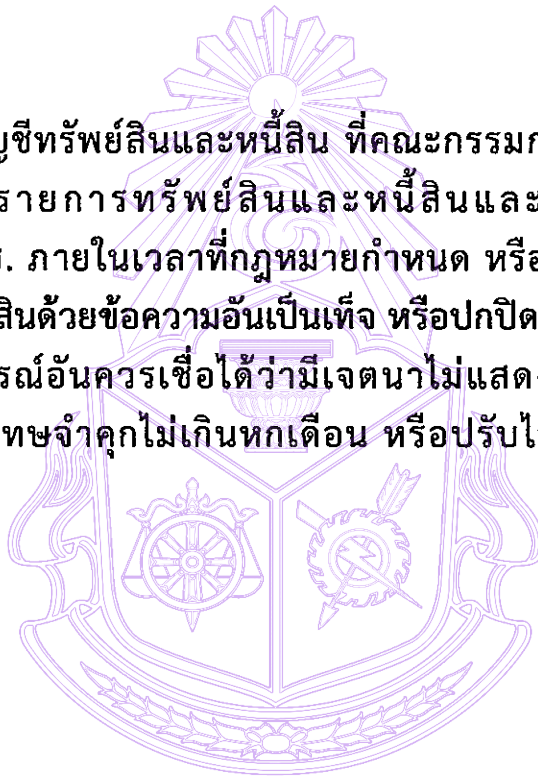 ญชีทรัพย์สินและหนี้สิน ที่คณะกรรมก
รายการทรัพย์สินและหนี้สินและ
ช. ภายในเวลาที่กฎหมายกำหนด หรือ
สินด้วยข้อความอันเป็นเท็จ หรือปกปิด
รณ์อันควรเชื่อได้ว่ามีเจตนาไม่แสด
ทษจำคุกไม่เกินหกเดือน หรือปรับไ